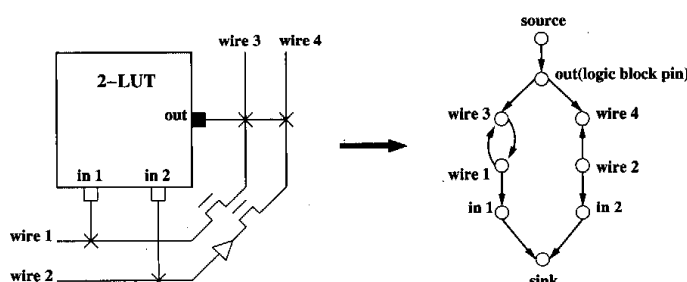 wire 3 wire 4
2-LUT
out
in 1 in 2
wire 1
wire 2
source
out(logic block pin)
wire 3 wire 4
wire 1 wire 2
in 1 in 2
sink